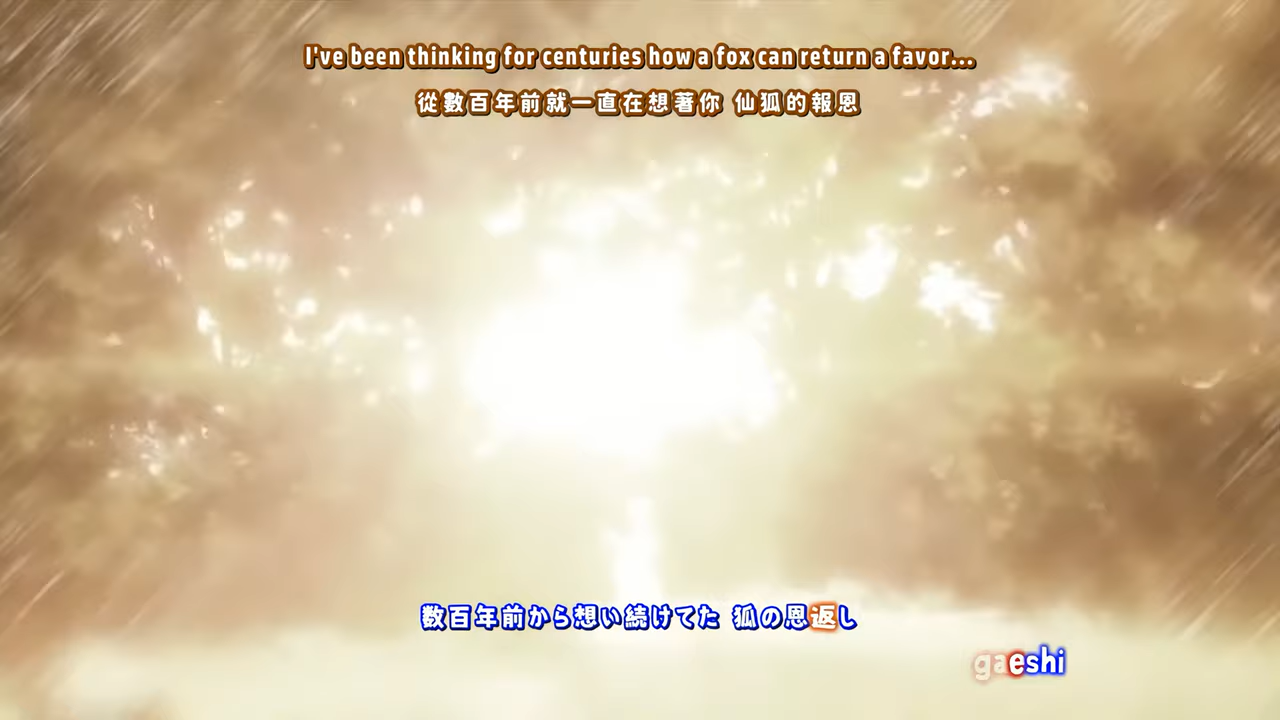 I've been thinking for centuries how a fox can return a favor...
從數百年前就一直在想著你 仙狐的報恩
数百年前から想い続けてた 狐の恩返し
gaeshi